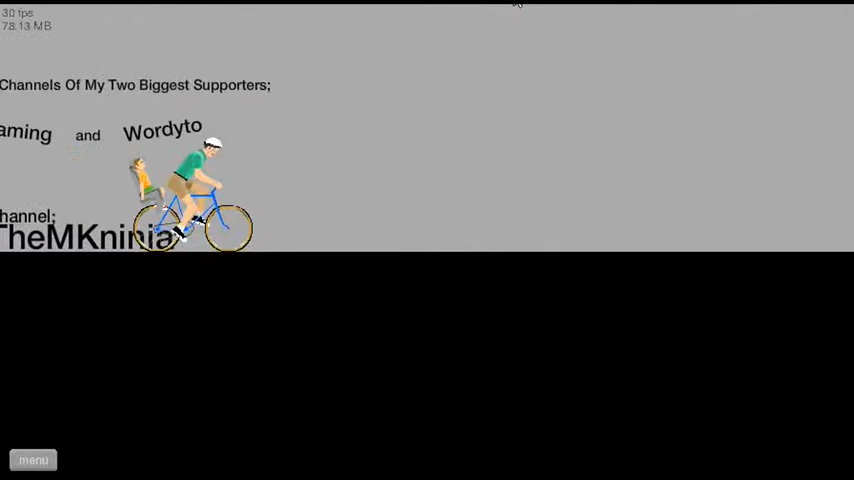 30 fps
78.13 MB
Channels Of My Two Biggest Supporters;
aming and Wordyto
hannel;
TheMKninja
menu